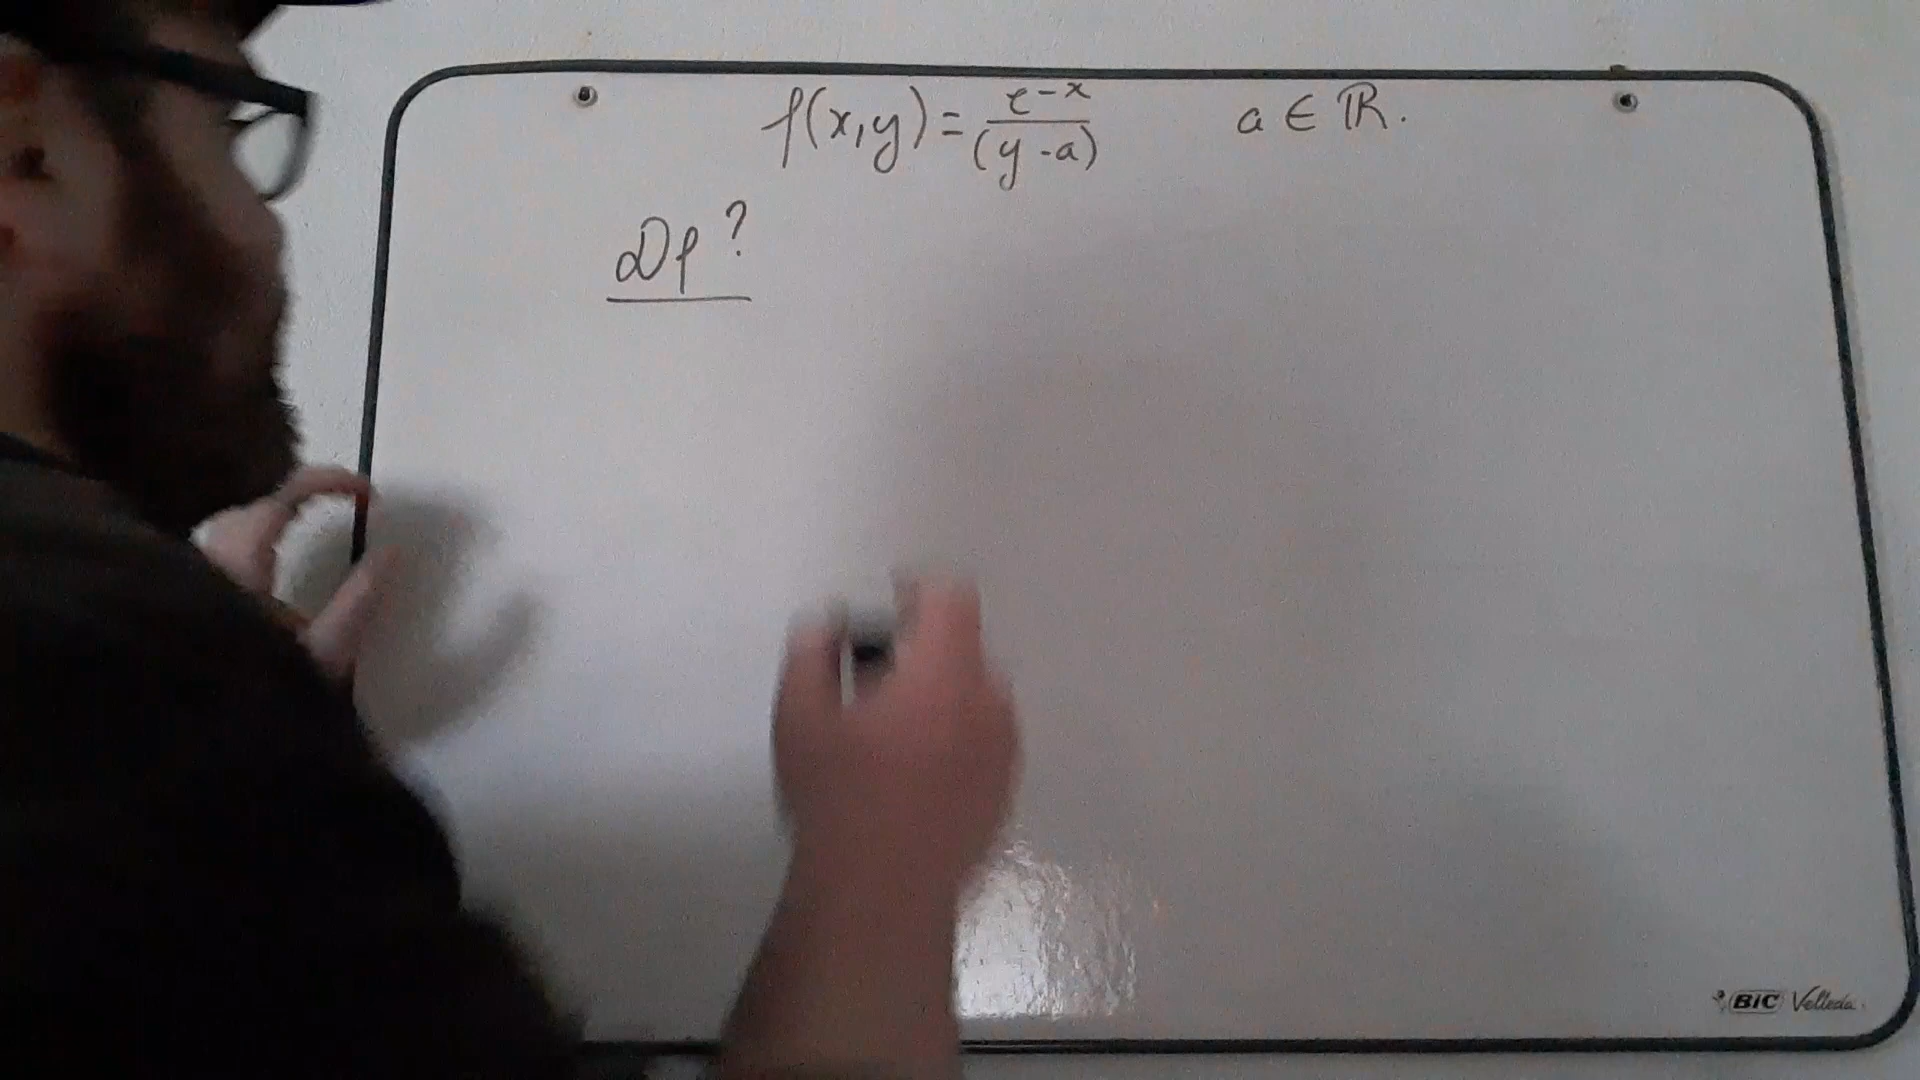 f(x,y) = e^{-x}/(y-a) a ∈ ℝ.
Df ?
BIC Velleda